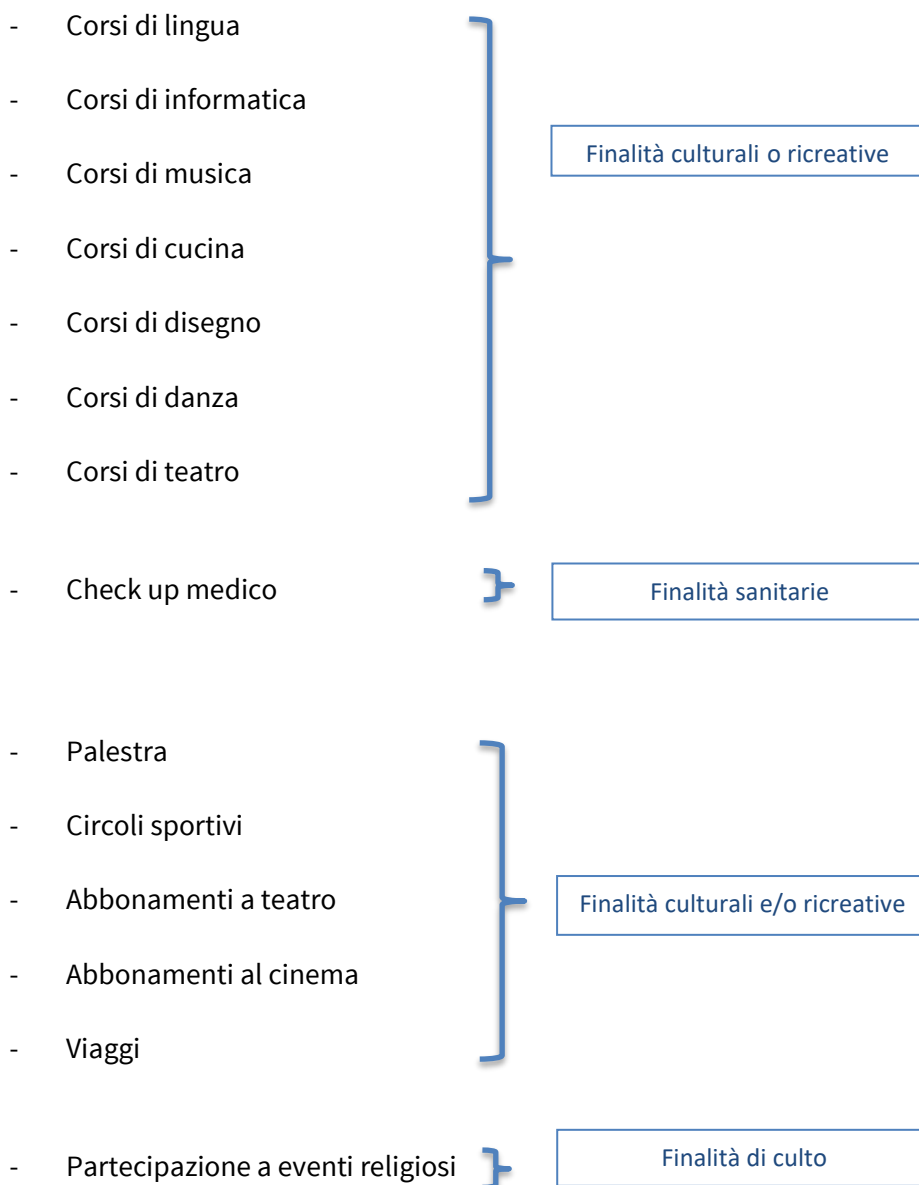 - Corsi di lingua
- Corsi di informatica
Finalità culturali o ricreative
- Corsi di musica
- Corsi di cucina
- Corsi di disegno
- Corsi di danza
- Corsi di teatro
- Check up medico
Finalità sanitarie
- Palestra
- Circoli sportivi
- Abbonamenti a teatro
Finalità culturali e/o ricreative
- Abbonamenti al cinema
- Viaggi
- Partecipazione a eventi religiosi
Finalità di culto